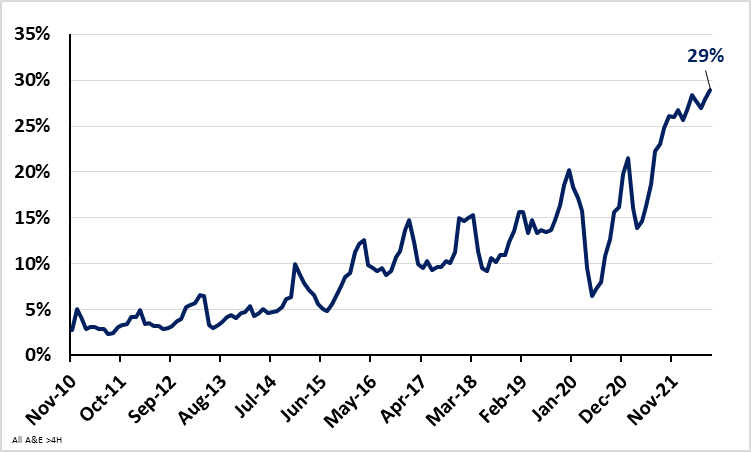 35%
30%
25%
20%
15%
10%
5%
0%
29%
Nov-10
Oct-11
Sep-12
Aug-13
Jul-14
Jun-15
May-16
Apr-17
Mar-18
Feb-19
Jan-20
Dec-20
Nov-21
All A&E >4H